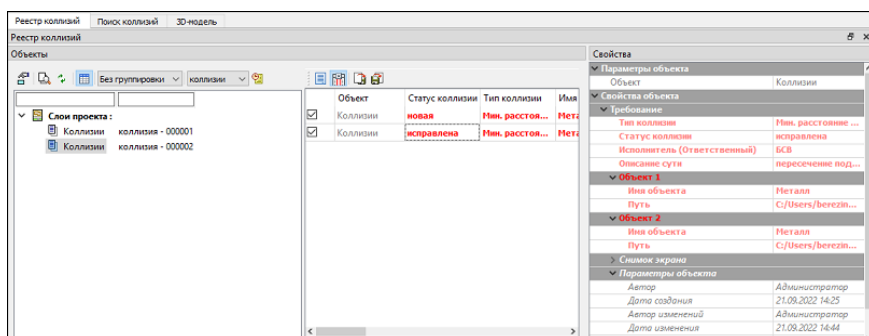 Реестр коллизий Поиск коллизий 3D-модель
Реестр коллизий
Объекты
Без группировки коллизии
Слои проекта :
Коллизии коллизия - 000001
Коллизии коллизия - 000002
Объект Статус коллизии Тип коллизии Имя
Коллизии новая Мин. расстоя... Мета
Коллизии исправлена Мин. расстоя... Мета
Свойства
Параметры объекта
Объект Коллизии
Свойства объекта
Требование
Тип коллизии Мин. расстояние ...
Статус коллизии исправлена
Исполнитель (Ответственный) БСВ
Описание сути пересечение под...
Объект 1
Имя объекта Металл
Путь C:/Users/berezin...
Объект 2
Имя объекта Металл
Путь C:/Users/berezin...
Снимок экрана
Параметры объекта
Автор Администратор
Дата создания 21.09.2022 14:25
Автор изменений Администратор
Дата изменения 21.09.2022 14:44